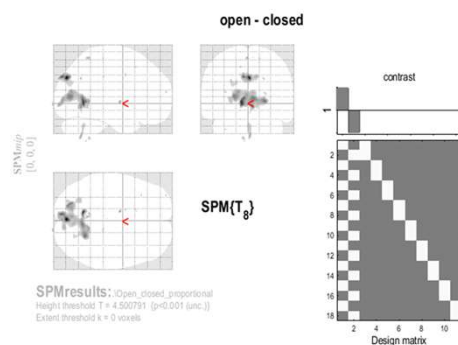 open - closed
contrast
1
SPMmip
[0, 0, 0]
<
<
<
SPM{T8}
SPMresults: .\Open_closed_proportional
Height threshold T = 4.500791 {p<0.001 (unc.)}
Extent threshold k = 0 voxels
2
4
6
8
10
12
14
16
18
2 4 6 8 10
Design matrix